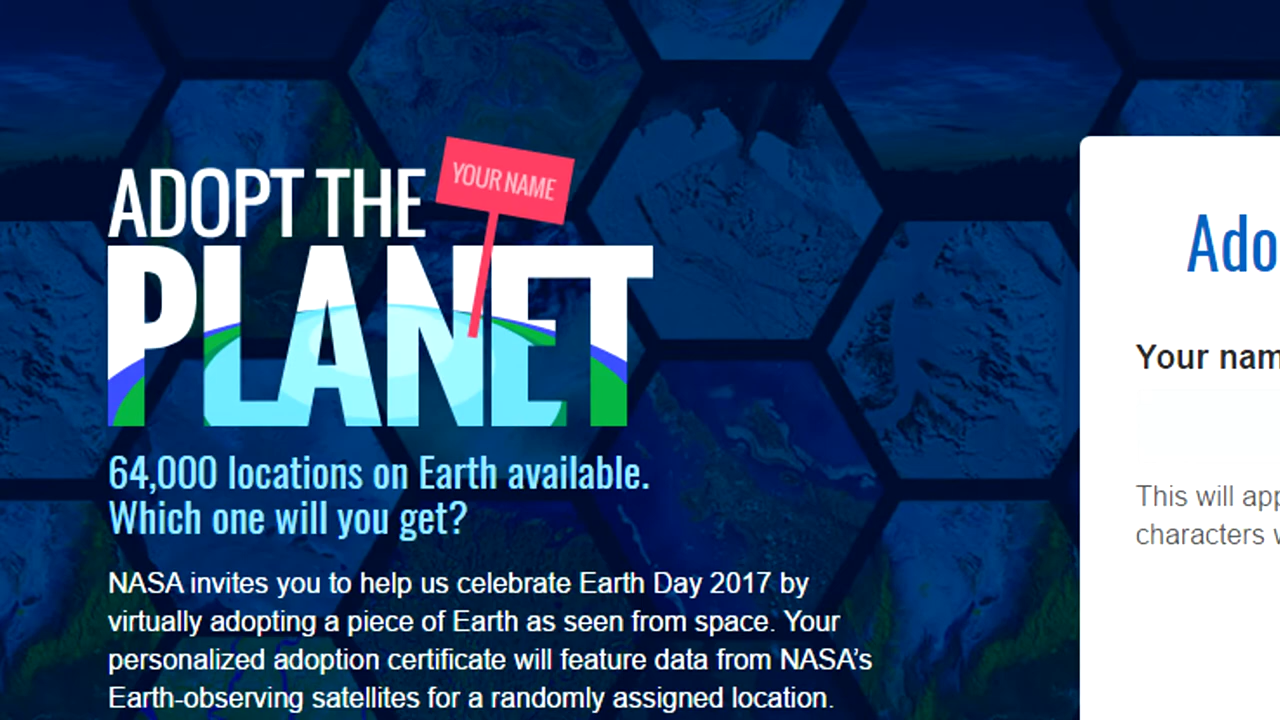 ADOPT THE
YOUR NAME
PLANET
64,000 locations on Earth available.
Which one will you get?
NASA invites you to help us celebrate Earth Day 2017 by
virtually adopting a piece of Earth as seen from space. Your
personalized adoption certificate will feature data from NASA’s
Earth-observing satellites for a randomly assigned location.
Ado
Your nam
This will app
characters w